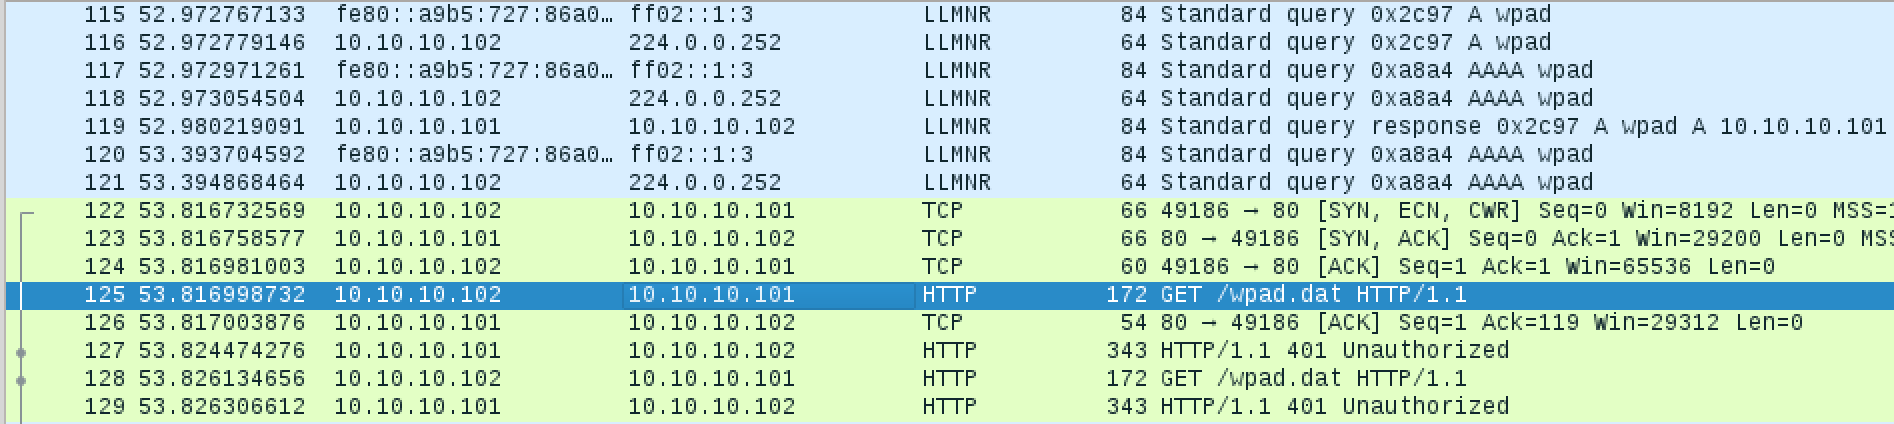 115 52.972767133 fe80::a9b5:727:86a0… ff02::1:3 LLMNR 84 Standard query 0x2c97 A wpad
116 52.972779146 10.10.10.102 224.0.0.252 LLMNR 64 Standard query 0x2c97 A wpad
117 52.972971261 fe80::a9b5:727:86a0… ff02::1:3 LLMNR 84 Standard query 0xa8a4 AAAA wpad
118 52.973054504 10.10.10.102 224.0.0.252 LLMNR 64 Standard query 0xa8a4 AAAA wpad
119 52.980219091 10.10.10.101 10.10.10.102 LLMNR 84 Standard query response 0x2c97 A wpad A 10.10.10.101
120 53.393704592 fe80::a9b5:727:86a0… ff02::1:3 LLMNR 84 Standard query 0xa8a4 AAAA wpad
121 53.394868464 10.10.10.102 224.0.0.252 LLMNR 64 Standard query 0xa8a4 AAAA wpad
122 53.816732569 10.10.10.102 10.10.10.101 TCP 66 49186 → 80 [SYN, ECN, CWR] Seq=0 Win=8192 Len=0 MSS=1
123 53.816758577 10.10.10.101 10.10.10.102 TCP 66 80 → 49186 [SYN, ACK] Seq=0 Ack=1 Win=29200 Len=0 MSS
124 53.816981003 10.10.10.102 10.10.10.101 TCP 60 49186 → 80 [ACK] Seq=1 Ack=1 Win=65536 Len=0
125 53.816998732 10.10.10.102 10.10.10.101 HTTP 172 GET /wpad.dat HTTP/1.1
126 53.817003876 10.10.10.101 10.10.10.102 TCP 54 80 → 49186 [ACK] Seq=1 Ack=119 Win=29312 Len=0
127 53.824474276 10.10.10.101 10.10.10.102 HTTP 343 HTTP/1.1 401 Unauthorized
128 53.826134656 10.10.10.102 10.10.10.101 HTTP 172 GET /wpad.dat HTTP/1.1
129 53.826306612 10.10.10.101 10.10.10.102 HTTP 343 HTTP/1.1 401 Unauthorized